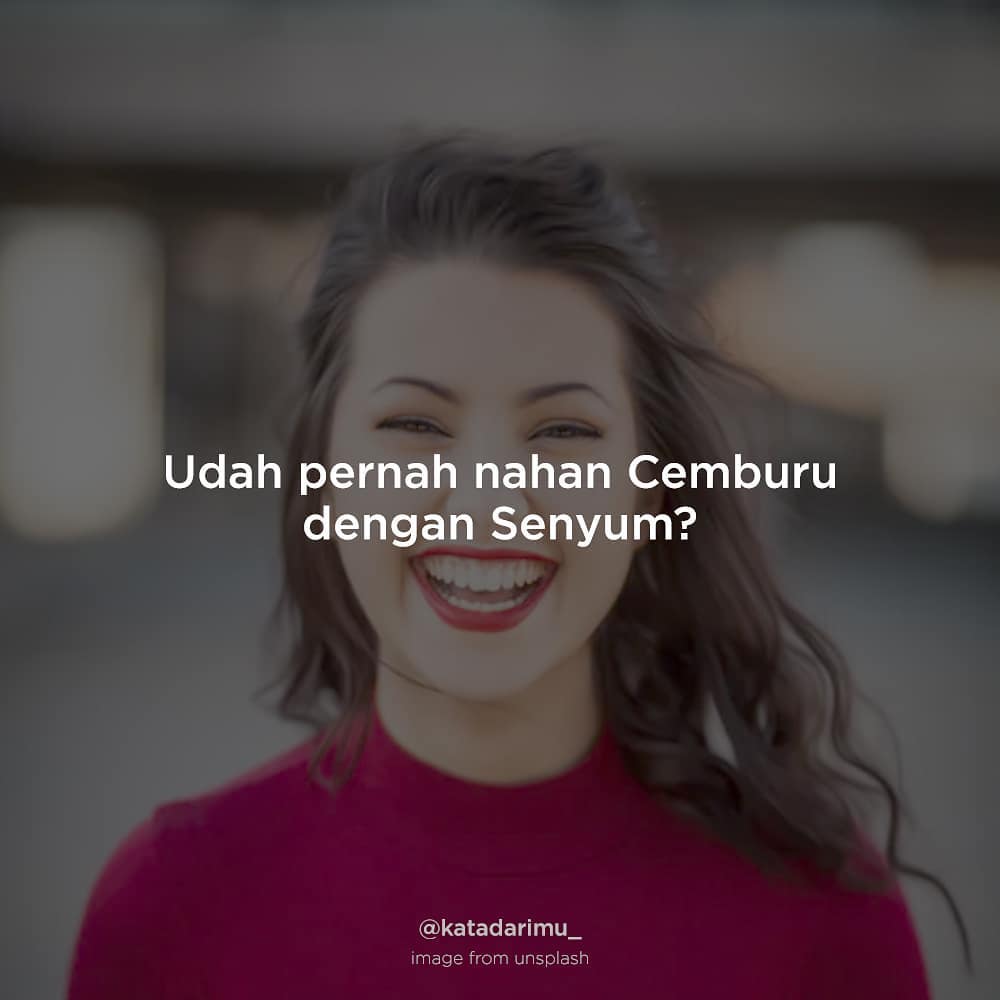 Udah pernah nahan Cemburu
dengan Senyum?
@katadarimu_
image from unsplash